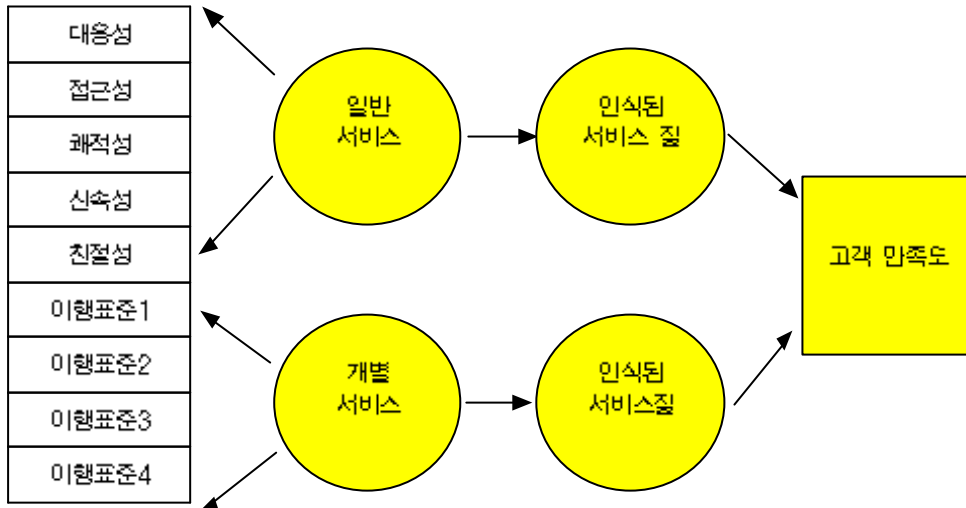 대응성
접근성
쾌적성
신속성
친절성
이행표준1
이행표준2
이행표준3
이행표준4
일반
서비스
인식된
서비스 질
개별
서비스
인식된
서비스질
고객 만족도